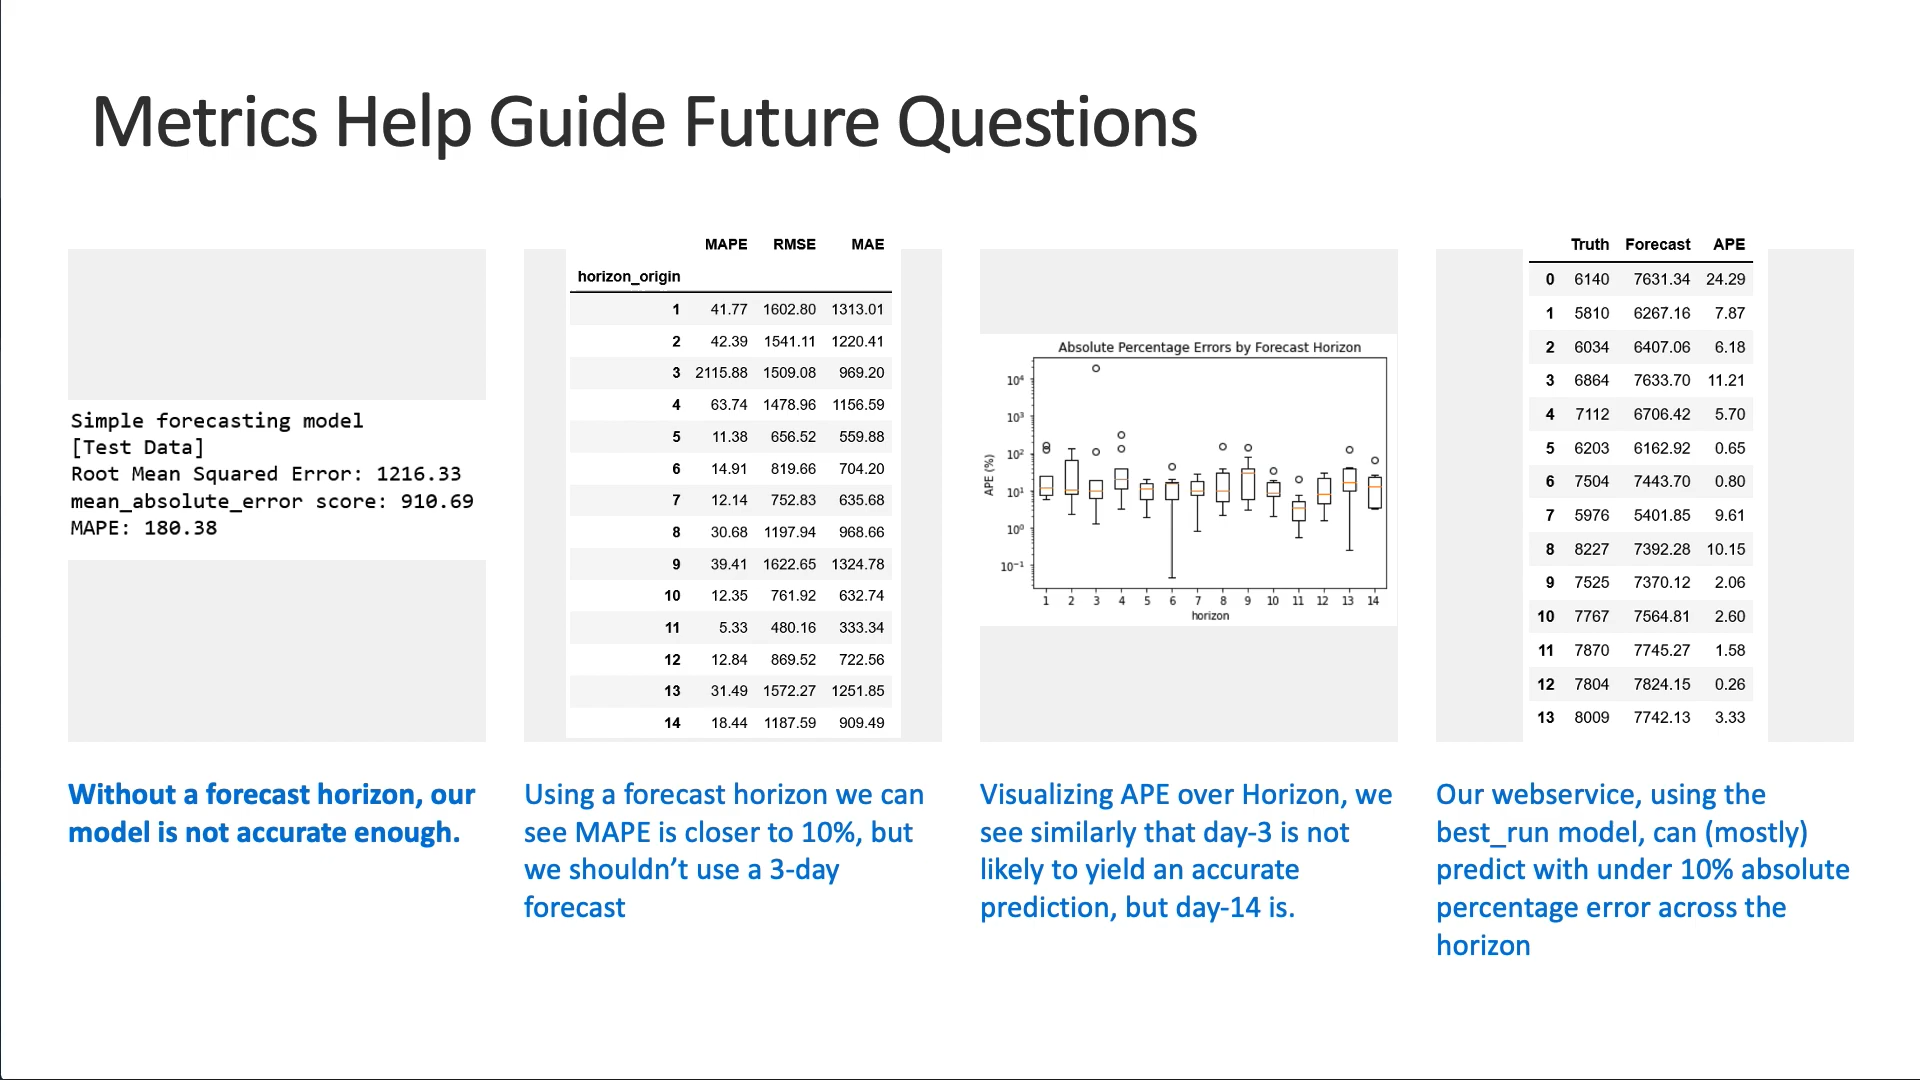 Metrics Help Guide Future Questions
Simple forecasting model
[Test Data]
Root Mean Squared Error: 1216.33
mean_absolute_error score: 910.69
MAPE: 180.38
Without a forecast horizon, our
model is not accurate enough.
MAPE RMSE MAE
horizon_origin
1 41.77 1602.80 1313.01
2 42.39 1541.11 1220.41
3 2115.88 1509.08 969.20
4 63.74 1478.96 1156.59
5 11.38 656.52 559.88
6 14.91 819.66 704.20
7 12.14 752.83 635.68
8 30.68 1197.94 968.66
9 39.41 1622.65 1324.78
10 12.35 761.92 632.74
11 5.33 480.16 333.34
12 12.84 869.52 722.56
13 31.49 1572.27 1251.85
14 18.44 1187.59 909.49
Using a forecast horizon we can
see MAPE is closer to 10%, but
we shouldn’t use a 3-day
forecast
Absolute Percentage Errors by Forecast Horizon
APE (%)
10⁴
10³
10²
10¹
10⁰
10⁻¹
1 2 3 4 5 6 7 8 9 10 11 12 13 14
horizon
Visualizing APE over Horizon, we
see similarly that day-3 is not
likely to yield an accurate
prediction, but day-14 is.
Truth Forecast APE
0 6140 7631.34 24.29
1 5810 6267.16 7.87
2 6034 6407.06 6.18
3 6864 7633.70 11.21
4 7112 6706.42 5.70
5 6203 6162.92 0.65
6 7504 7443.70 0.80
7 5976 5401.85 9.61
8 8227 7392.28 10.15
9 7525 7370.12 2.06
10 7767 7564.81 2.60
11 7870 7745.27 1.58
12 7804 7824.15 0.26
13 8009 7742.13 3.33
Our webservice, using the
best_run model, can (mostly)
predict with under 10% absolute
percentage error across the
horizon